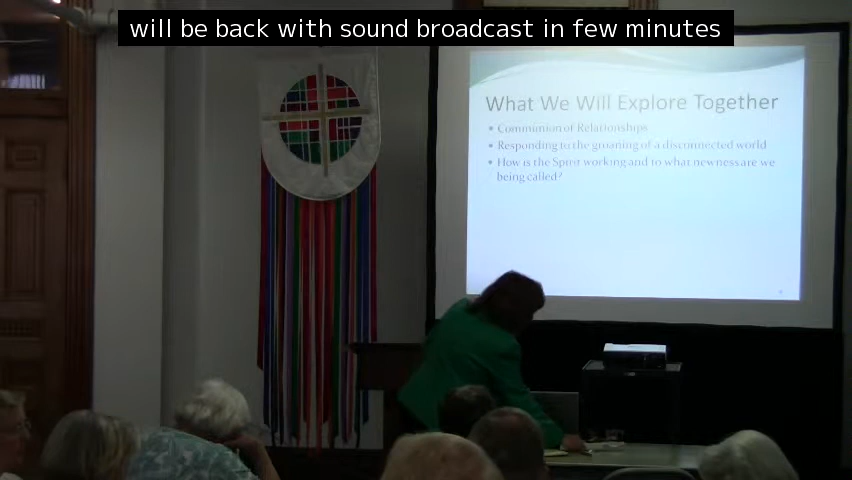 will be back with sound broadcast in few minutes
What We Will Explore Together
• Communion of Relationships
• Responding to the groaning of a disconnected world
• How is the Spirit working and to what newness are we
being called?